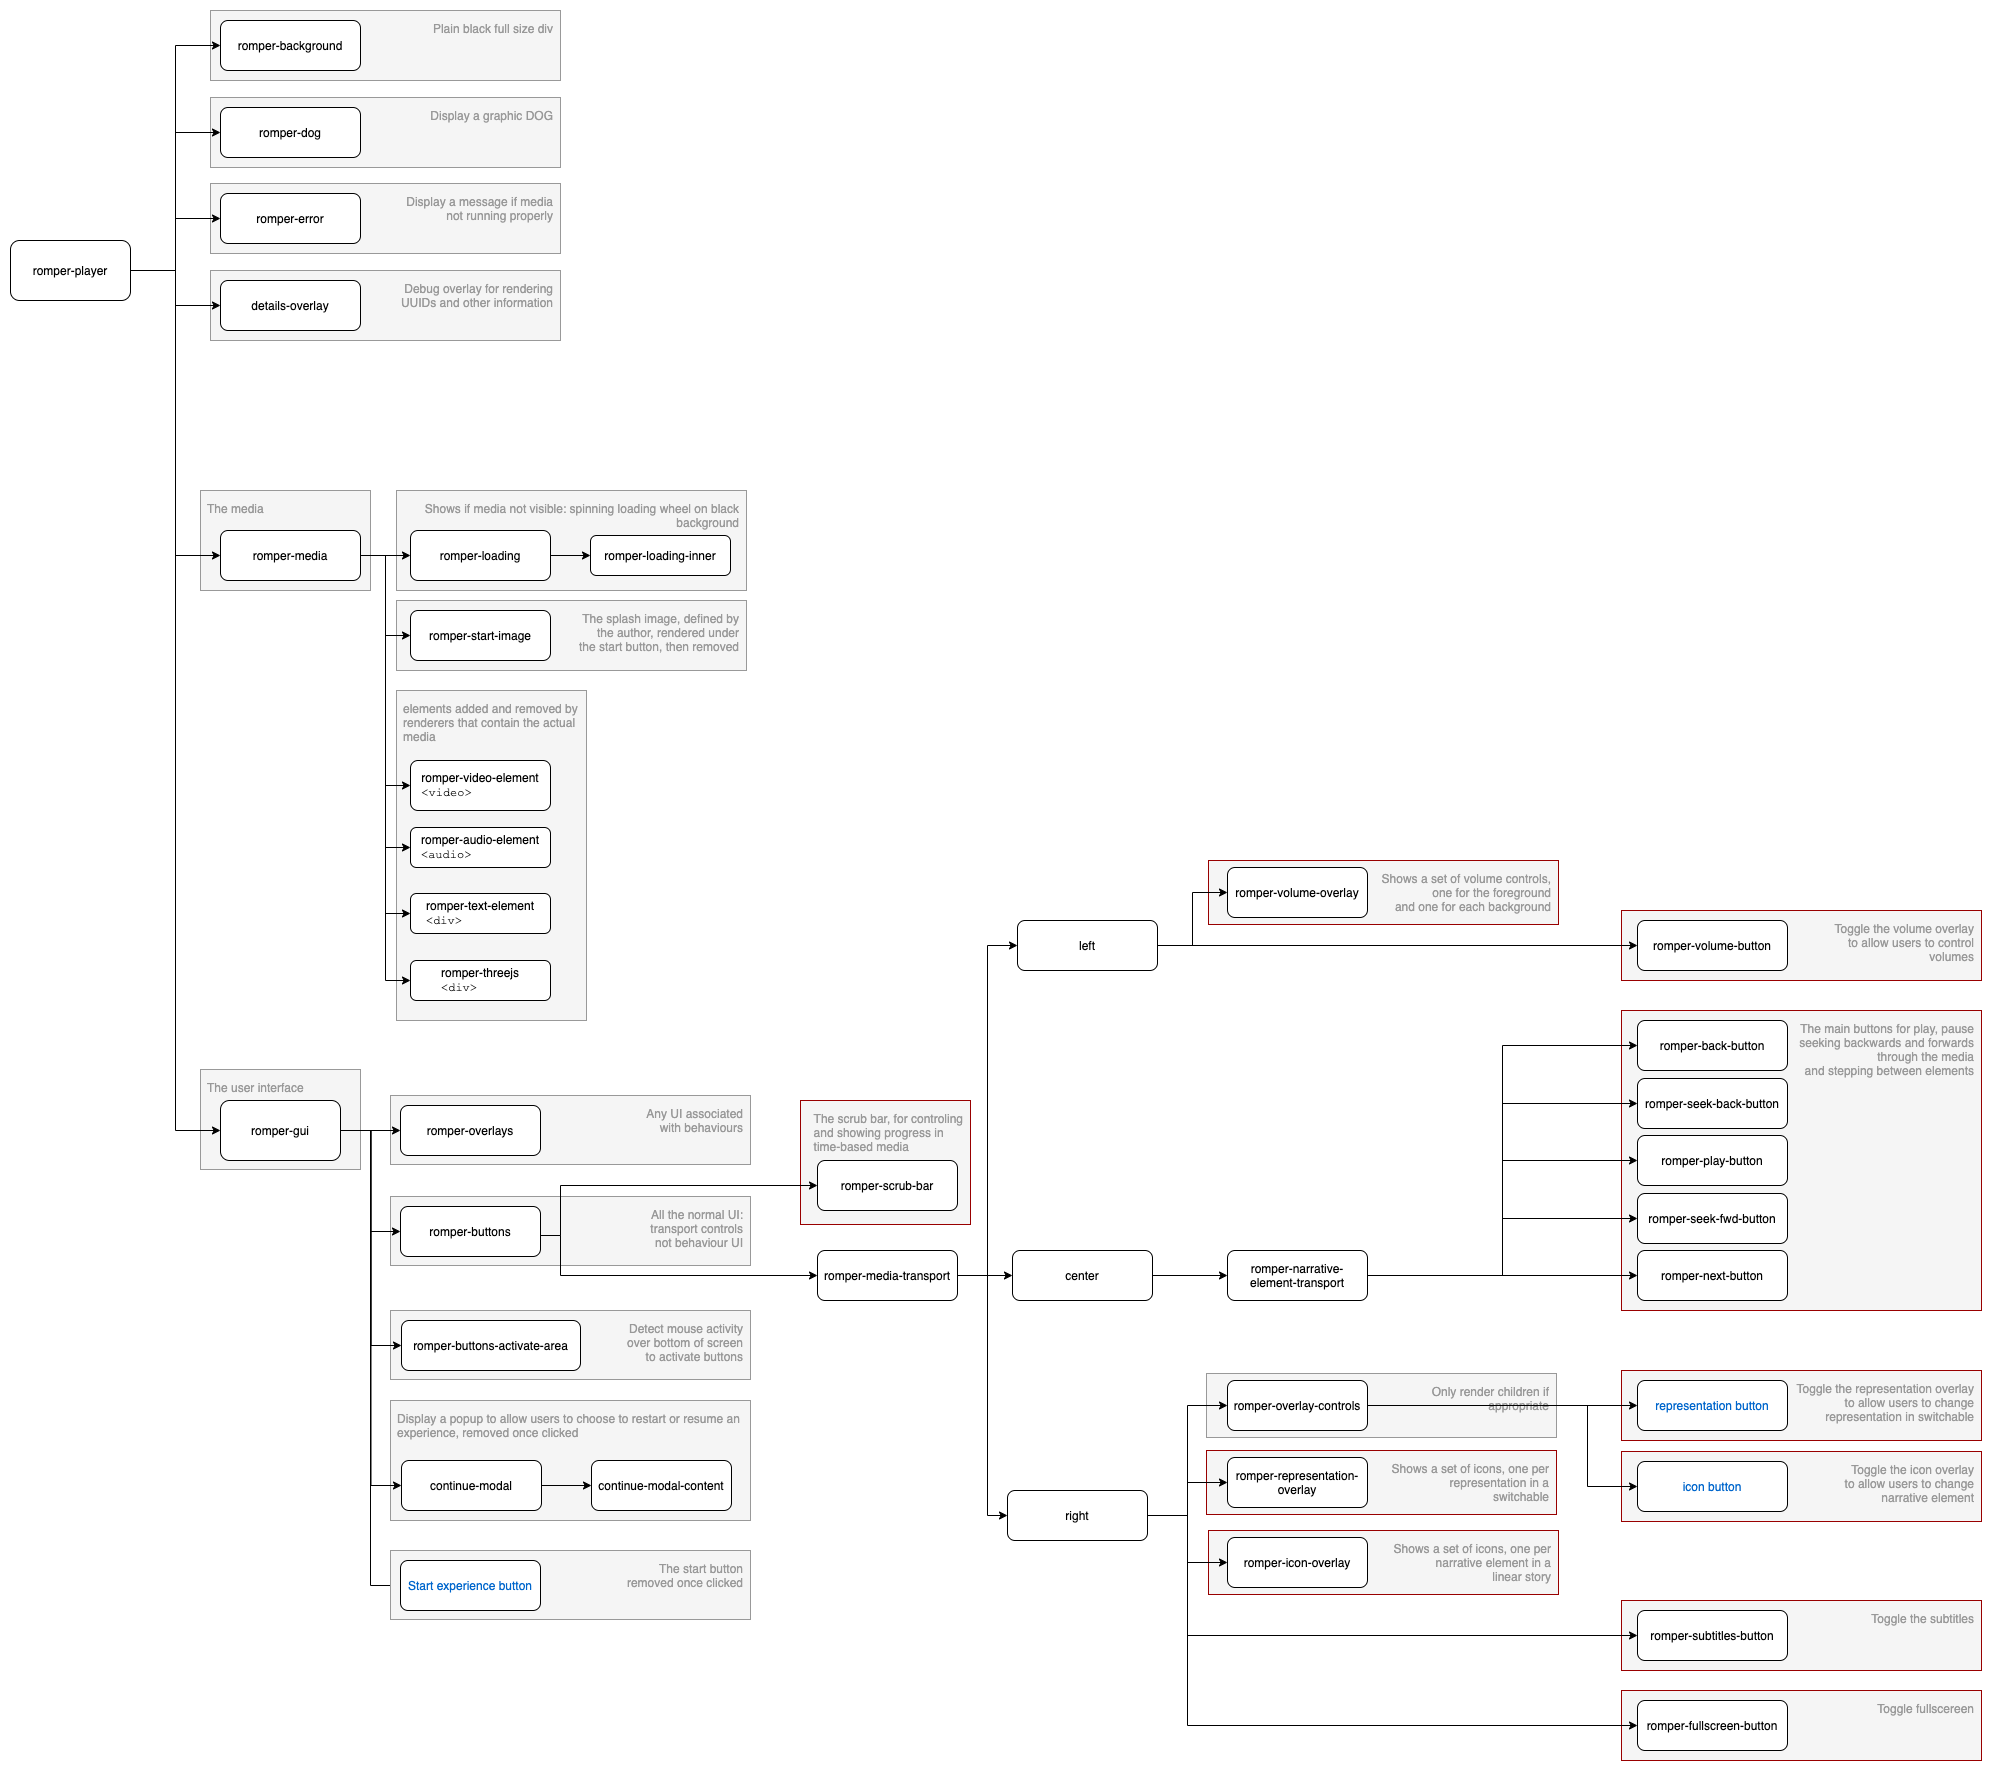 Plain black full size div
romper-background
Display a graphic DOG
romper-dog
Display a message if media
not running properly
romper-error
romper-player
Debug overlay for rendering
UUIDs and other information
details-overlay
The media
romper-media
Shows if media not visible: spinning loading wheel on black
background
romper-loading
romper-loading-inner
The splash image, defined by
the author, rendered under
the start button, then removed
romper-start-image
elements added and removed by
renderers that contain the actual
media
romper-video-element
<video>
romper-audio-element
<audio>
romper-text-element
<div>
romper-threejs
<div>
The user interface
romper-gui
Any UI associated
with behaviours
romper-overlays
All the normal UI:
transport controls
not behaviour UI
romper-buttons
Detect mouse activity
over bottom of screen
to activate buttons
romper-buttons-activate-area
Display a popup to allow users to choose to restart or resume an
experience, removed once clicked
continue-modal
continue-modal-content
The start button
removed once clicked
Start experience button
The scrub bar, for controling
and showing progress in
time-based media
romper-scrub-bar
romper-media-transport
left
Shows a set of volume controls,
one for the foreground
and one for each background
romper-volume-overlay
Toggle the volume overlay
to allow users to control
volumes
romper-volume-button
center
romper-narrative-
element-transport
The main buttons for play, pause
seeking backwards and forwards
through the media
and stepping between elements
romper-back-button
romper-seek-back-button
romper-play-button
romper-seek-fwd-button
romper-next-button
right
Only render children if
appropriate
romper-overlay-controls
Toggle the representation overlay
to allow users to change
representation in switchable
representation button
Toggle the icon overlay
to allow users to change
narrative element
icon button
Shows a set of icons, one per
representation in a
switchable
romper-representation-
overlay
Shows a set of icons, one per
narrative element in a
linear story
romper-icon-overlay
Toggle the subtitles
romper-subtitles-button
Toggle fullscereen
romper-fullscreen-button